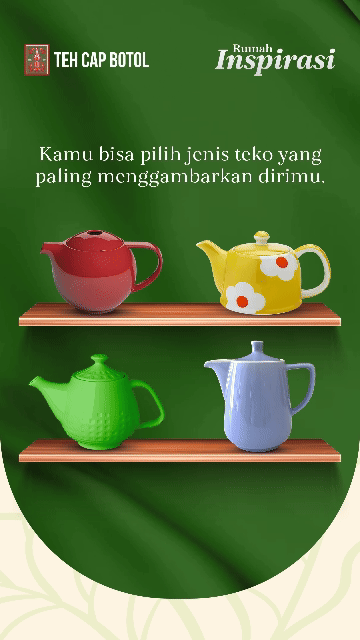 TEH CAP BOTOL
Rumah
Inspirasi
Kamu bisa pilih jenis teko yang
paling menggambarkan dirimu.